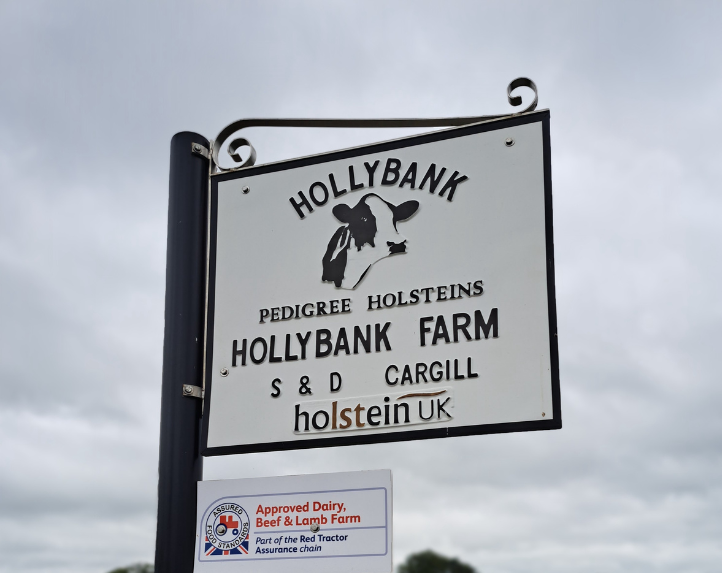 HOLLYBANK
PEDIGREE HOLSTEINS
HOLLYBANK FARM
S & D CARGILL
holstein UK
ASSURED
FOOD STANDARDS
Approved Dairy,
Beef & Lamb Farm
Part of the Red Tractor
Assurance chain